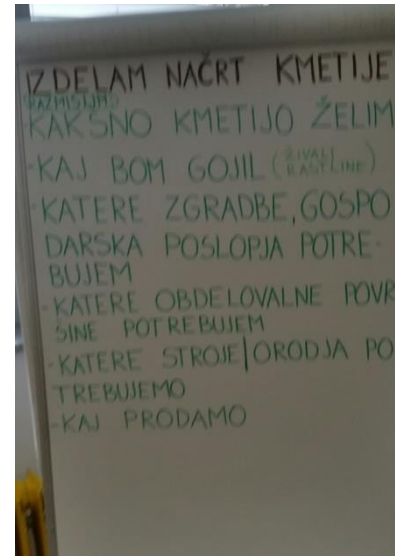 IZDELAM NAČRT KMETIJE
RAZMISLIMO
KAKŠNO KMETIJO ŽELIM
-KAJ BOM GOJIL (ŽIVALI
RASTLINE)
-KATERE ZGRADBE, GOSPO
DARSKA POSLOPJA POTRE-
BUJEM
-KATERE OBDELOVALNE POVR
ŠINE POTREBUJEM
-KATERE STROJE/ORODJA PO
TREBUJEMO
-KAJ PRODAMO